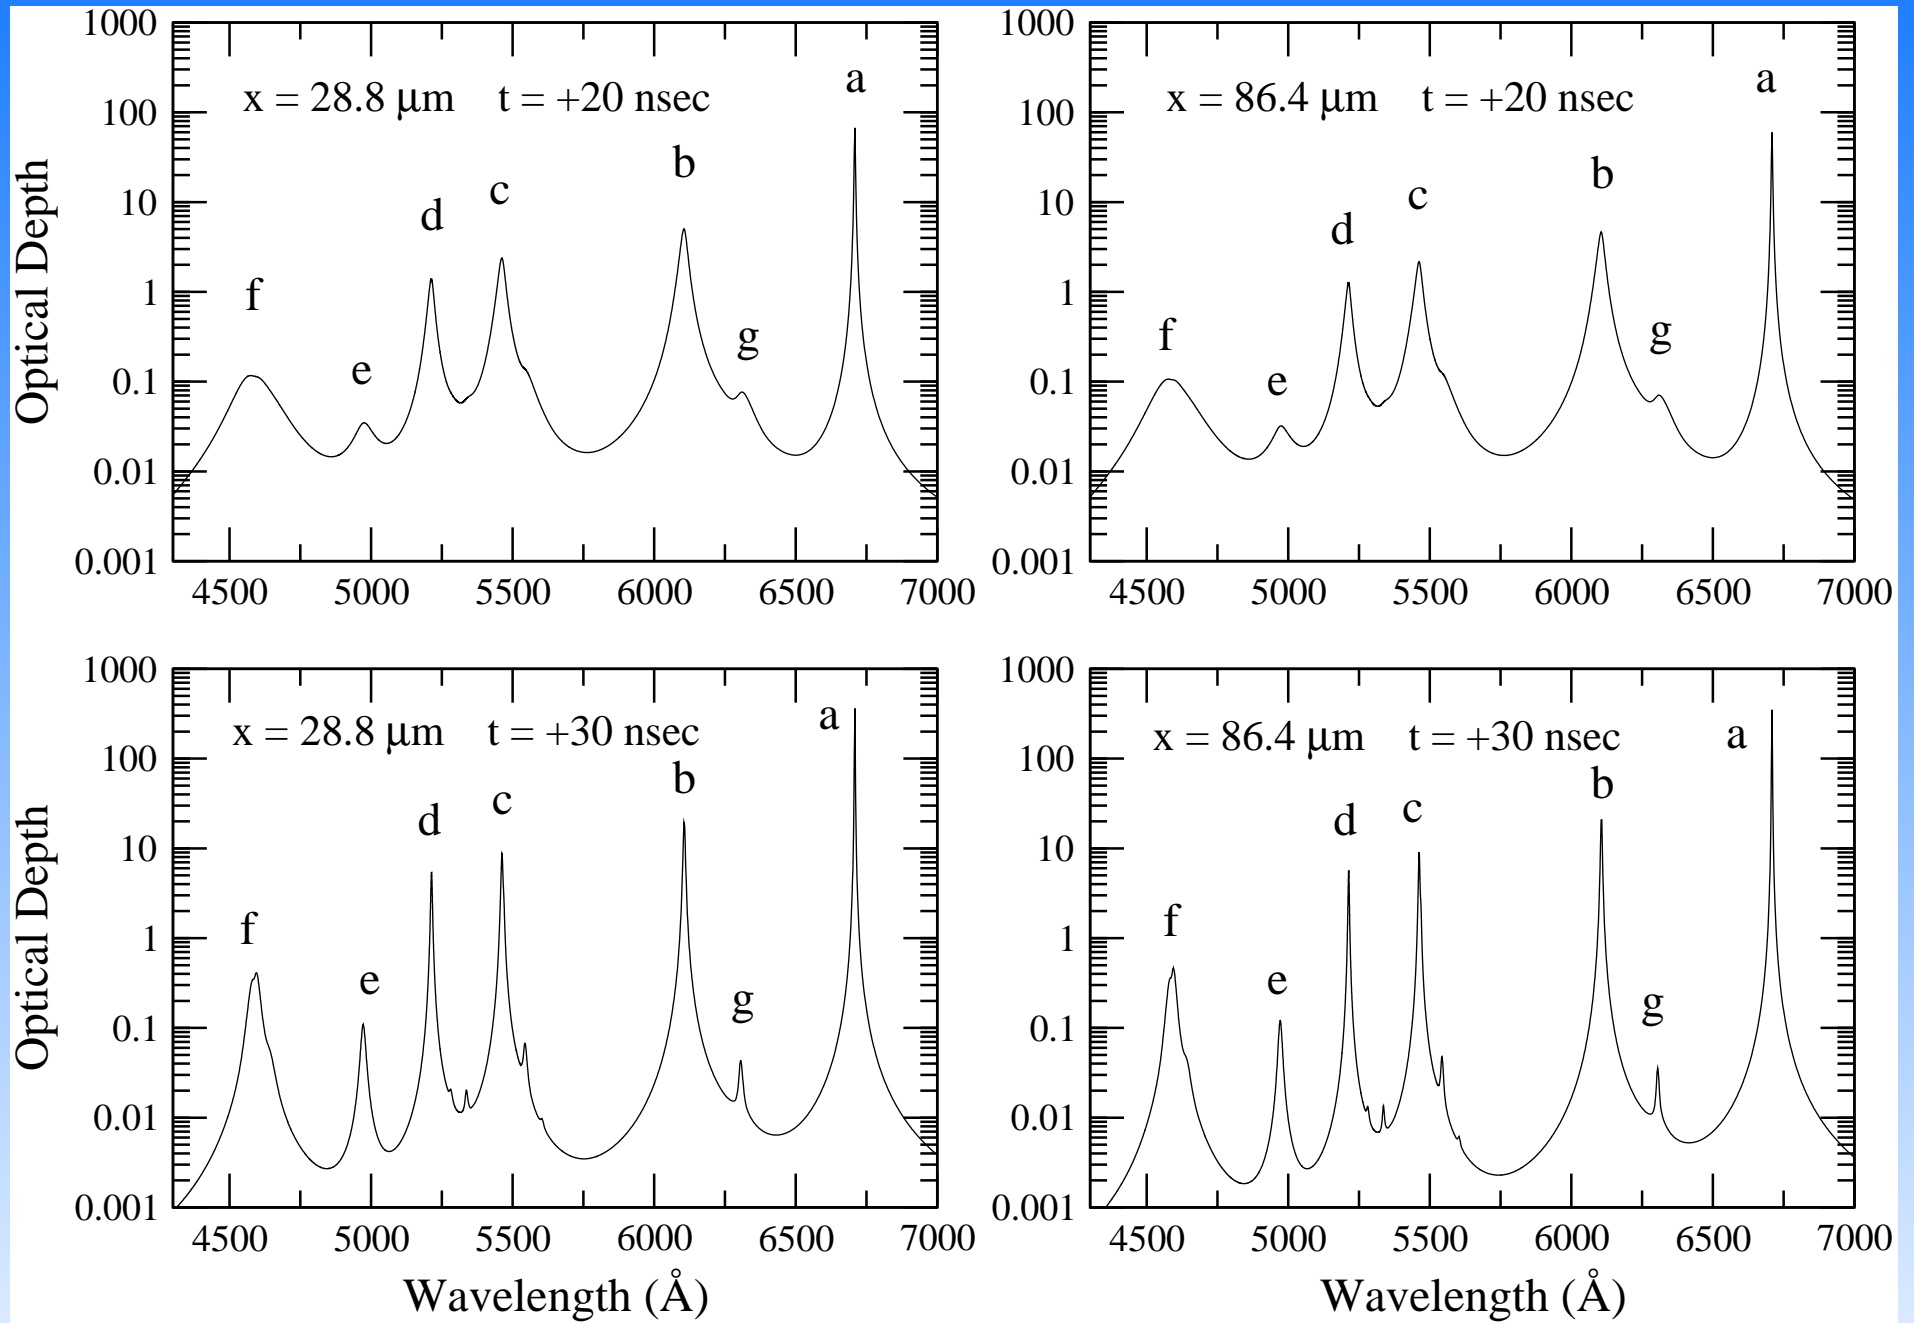 1000
100
10
1
0.1
0.01
0.001
Optical Depth
x = 28.8 μm t = +20 nsec
a
b
c
d
e
f
g
4500 5000 5500 6000 6500 7000
1000
100
10
1
0.1
0.01
0.001
x = 86.4 μm t = +20 nsec
a
b
c
d
e
f
g
4500 5000 5500 6000 6500 7000
1000
100
10
1
0.1
0.01
0.001
Optical Depth
x = 28.8 μm t = +30 nsec
a
b
c
d
e
f
g
4500 5000 5500 6000 6500 7000
Wavelength (Å)
1000
100
10
1
0.1
0.01
0.001
x = 86.4 μm t = +30 nsec
a
b
c
d
e
f
g
4500 5000 5500 6000 6500 7000
Wavelength (Å)